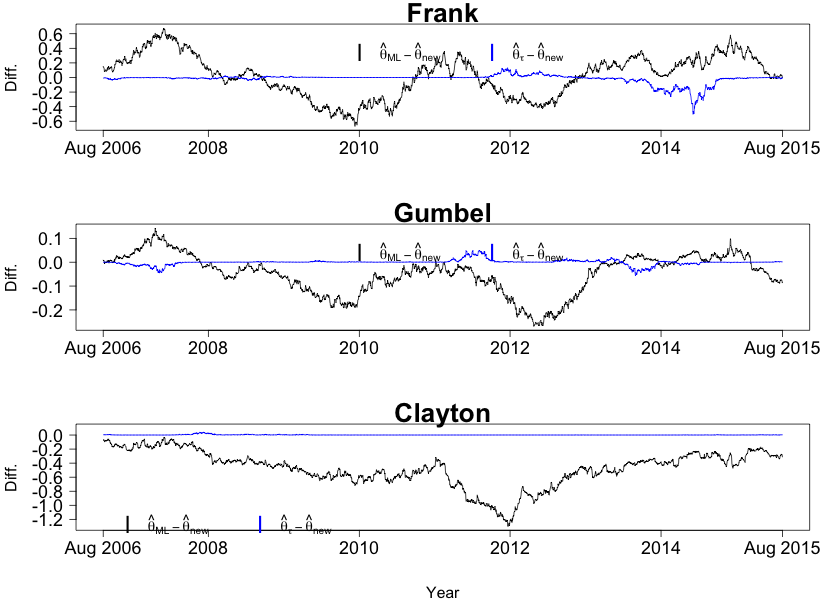 Frank
Diff.
0.6
0.4
0.2
0.0
-0.2
-0.4
-0.6
θ̂ML − θ̂new
θ̂τ − θ̂new
Aug 2006 2008 2010 2012 2014 Aug 2015
Gumbel
Diff.
0.1
0.0
-0.1
-0.2
θ̂ML − θ̂new
θ̂τ − θ̂new
Aug 2006 2008 2010 2012 2014 Aug 2015
Clayton
Diff.
0.0
-0.2
-0.4
-0.6
-0.8
-1.0
-1.2
θ̂ML − θ̂new
θ̂τ − θ̂new
Aug 2006 2008 2010 2012 2014 Aug 2015
Year